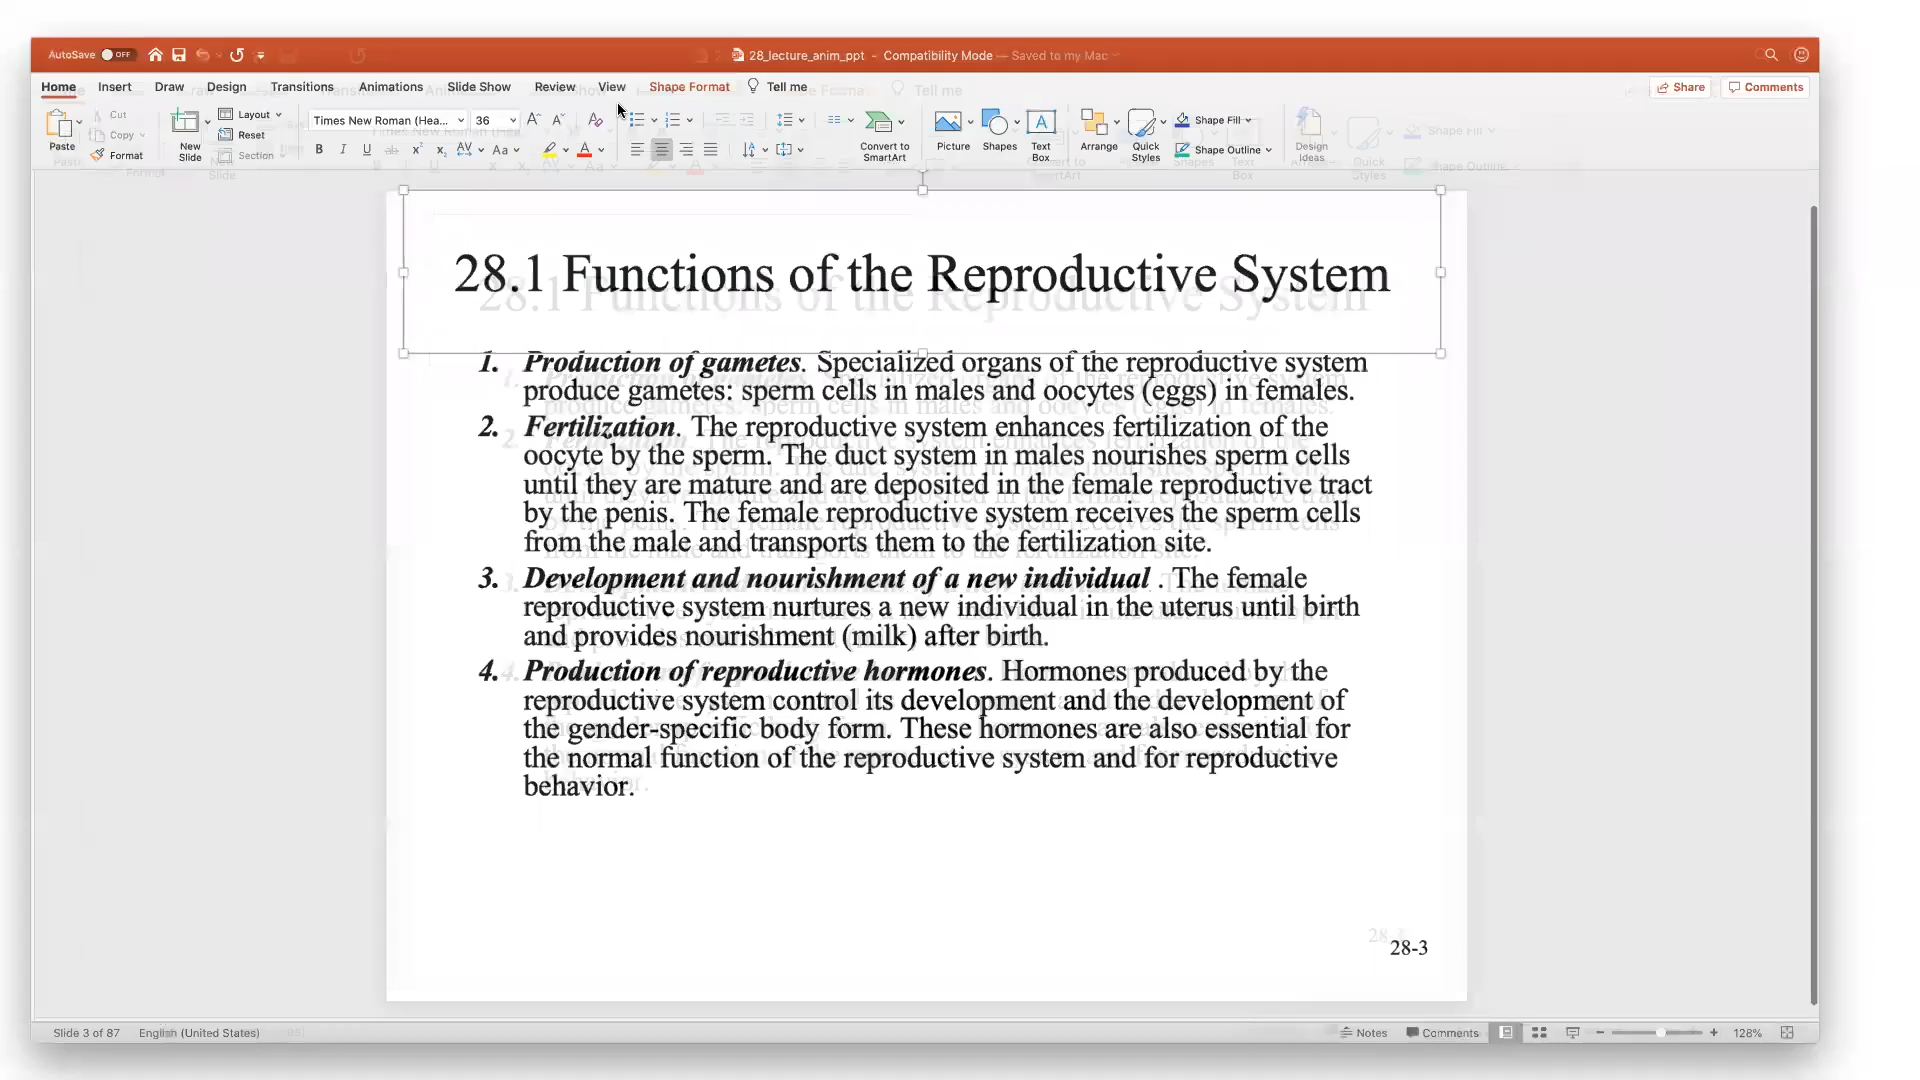 AutoSave OFF 28_lecture_anim_ppt - Compatibility Mode — Saved to my Mac
Home Insert Draw Design Transitions Animations Slide Show Review View Shape Format Tell me Share Comments
Paste Cut Copy Format
New Slide Layout Reset Section
Times New Roman (Hea... 36
Convert to SmartArt
Picture Shapes Text Box
Arrange Quick Styles Shape Fill Shape Outline
Design Ideas
28.1 Functions of the Reproductive System
1. Production of gametes. Specialized organs of the reproductive system
produce gametes: sperm cells in males and oocytes (eggs) in females.
2. Fertilization. The reproductive system enhances fertilization of the
oocyte by the sperm. The duct system in males nourishes sperm cells
until they are mature and are deposited in the female reproductive tract
by the penis. The female reproductive system receives the sperm cells
from the male and transports them to the fertilization site.
3. Development and nourishment of a new individual . The female
reproductive system nurtures a new individual in the uterus until birth
and provides nourishment (milk) after birth.
4. Production of reproductive hormones. Hormones produced by the
reproductive system control its development and the development of
the gender-specific body form. These hormones are also essential for
the normal function of the reproductive system and for reproductive
behavior.
28-3
Slide 3 of 87 English (United States) Notes Comments 128%